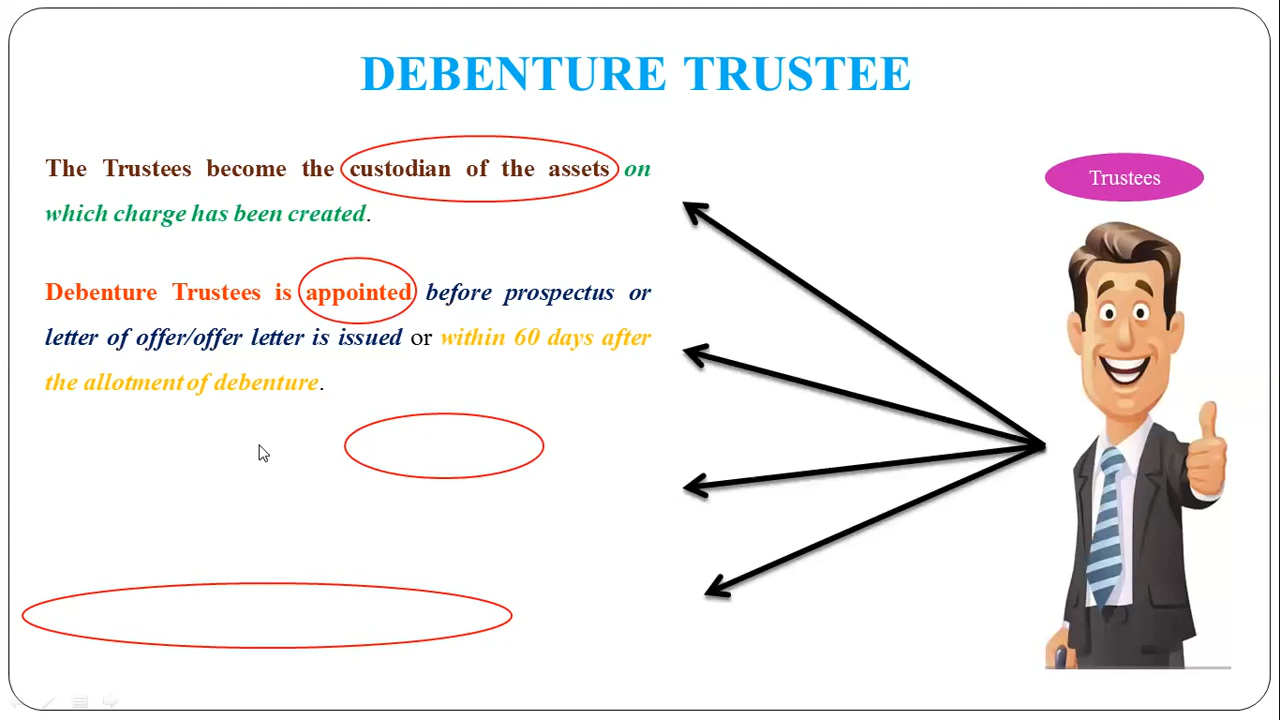 DEBENTURE TRUSTEE
The Trustees become the custodian of the assets on
which charge has been created.
Trustees
Debenture Trustees is appointed before prospectus or
letter of offer/offer letter is issued or within 60 days after
the allotment of debenture.